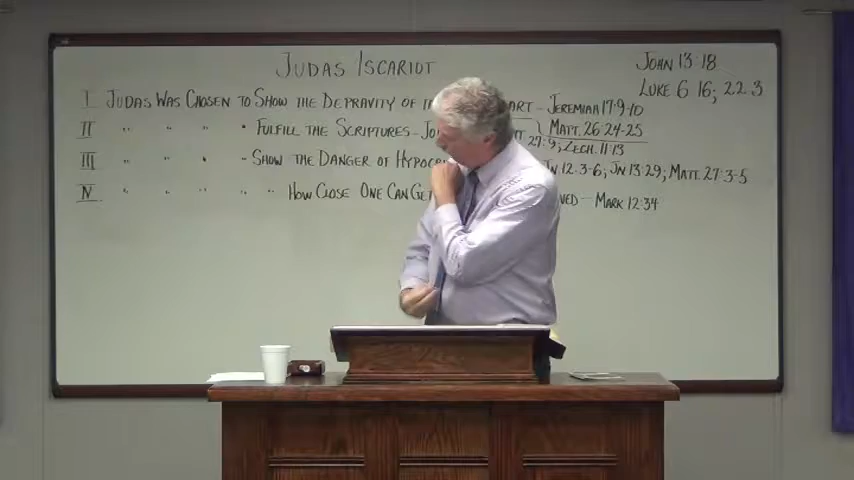 JUDAS ISCARIOT
JOHN 13:18
LUKE 6 16; 22.3
I JUDAS WAS CHOSEN TO SHOW THE DEPRAVITY OF ART - JEREMIAH 17:9-10
II " " " " FULFILL THE SCRIPTURES - MATT. 26:24-25
27:9; ZECH. 11:13
III " " " " SHOW THE DANGER OF HYPOCR JN 12:3-6; JN 13:29; MATT. 27:3-5
IV " " " " " HOW CLOSE ONE CAN GET VED - MARK 12:34